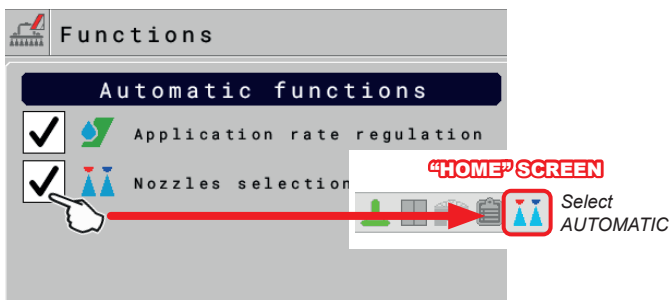 Functions
Automatic functions
Application rate regulation
Nozzles selection
“HOME” SCREEN
Select
AUTOMATIC